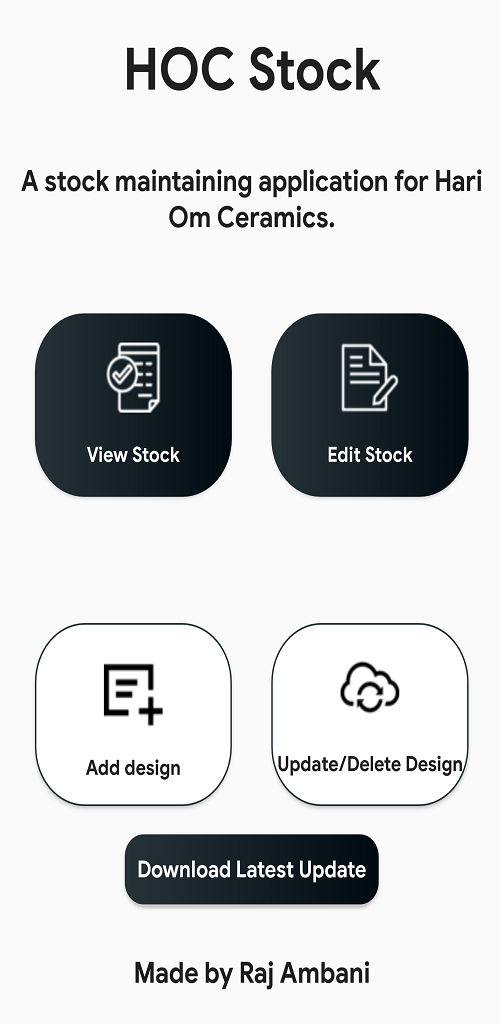 HOC Stock
A stock maintaining application for Hari
Om Ceramics.
View Stock
Edit Stock
Add design
Update/Delete Design
Download Latest Update
Made by Raj Ambani